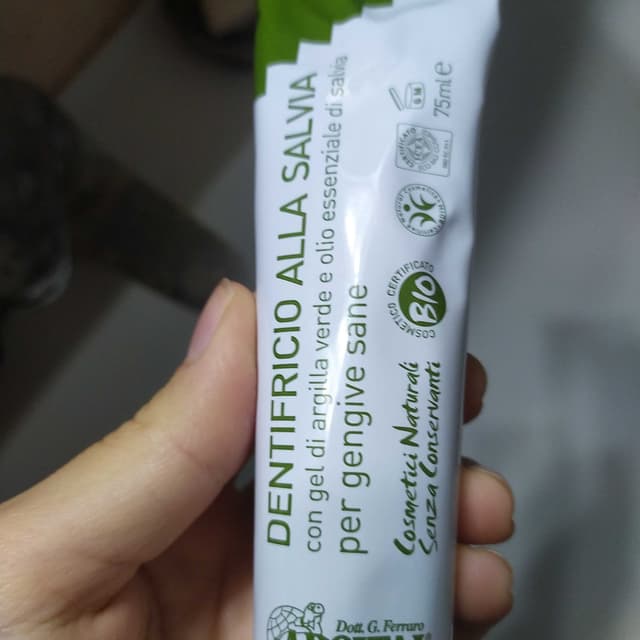 DENTIFRICIO ALLA SALVIA
con gel di argilla verde e olio essenziale di salvia
per gengive sane
Cosmetici Naturali
Senza Conservanti
COSMETICO CERTIFICATO
BIO
75ml e
Dott. G. Ferraro